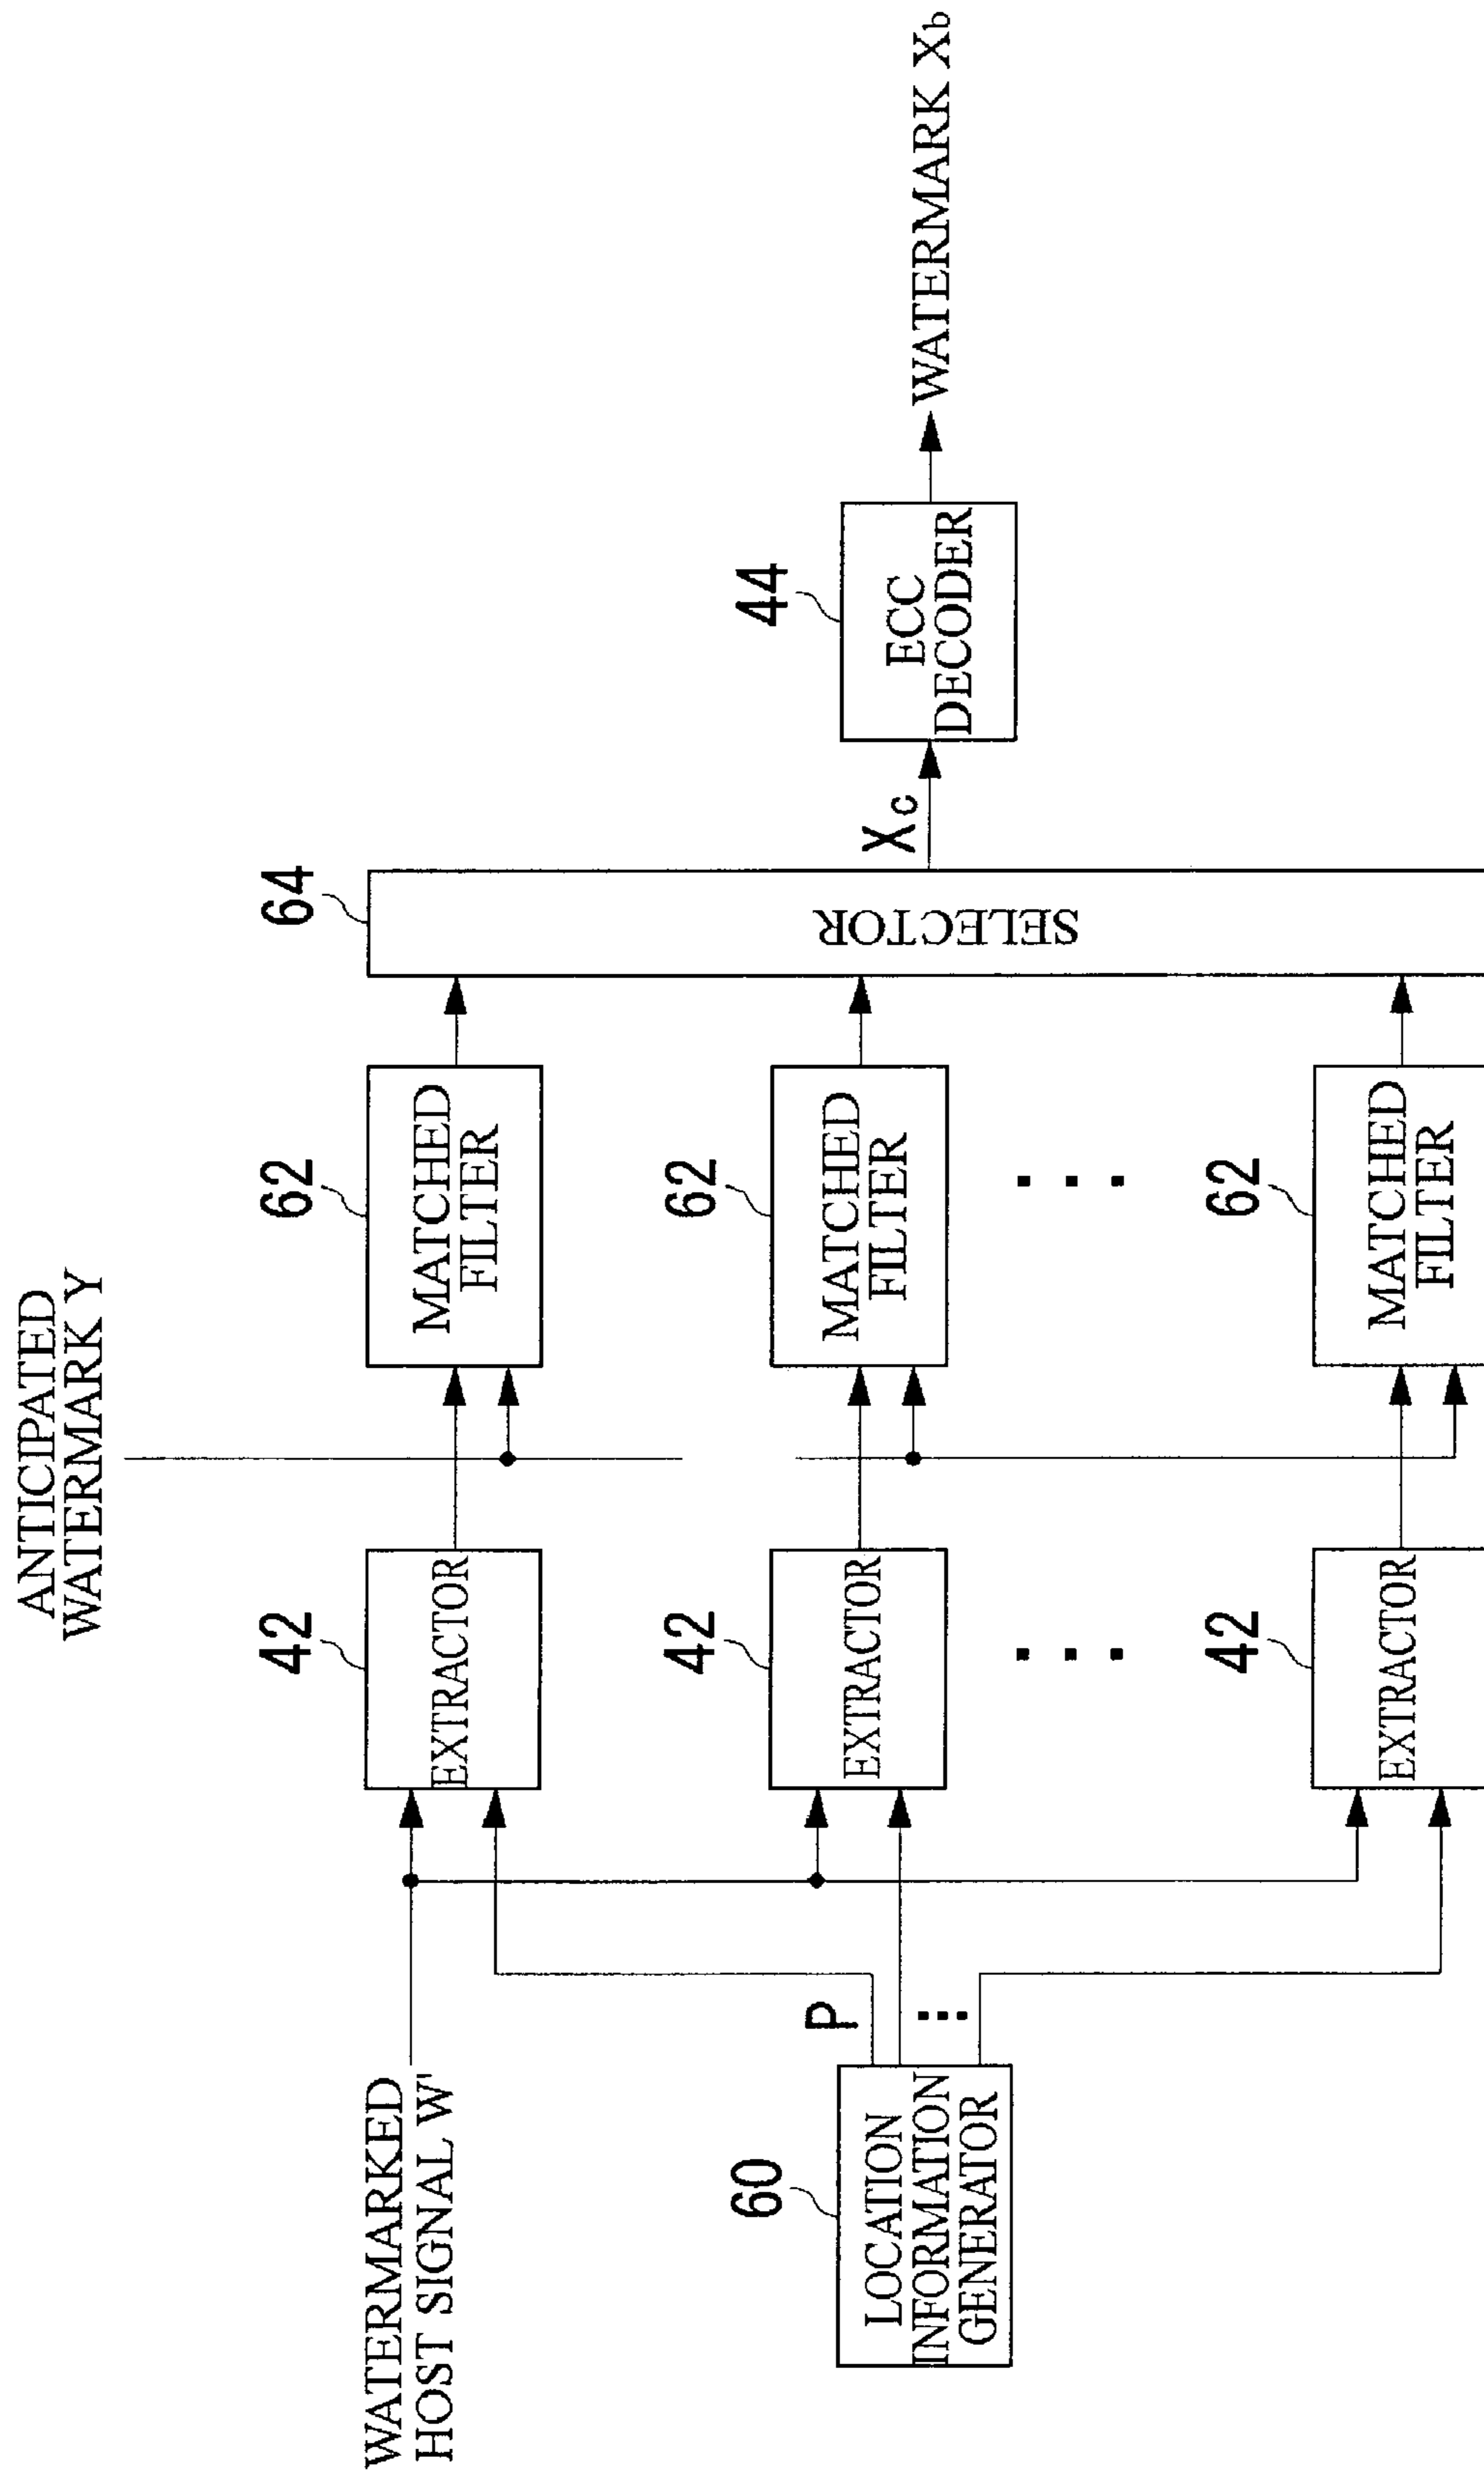 ANTICIPATED
WATERMARK Y
WATERMARKED
HOST SIGNAL W'
42
EXTRACTOR
62
MATCHED
FILTER
64
SELECTOR
60
LOCATION
INFORMATION
GENERATOR
P
⋮
42
EXTRACTOR
62
MATCHED
FILTER
Xc
44
ECC
DECODER
WATERMARK Xb
. . .
. . .
42
EXTRACTOR
62
MATCHED
FILTER